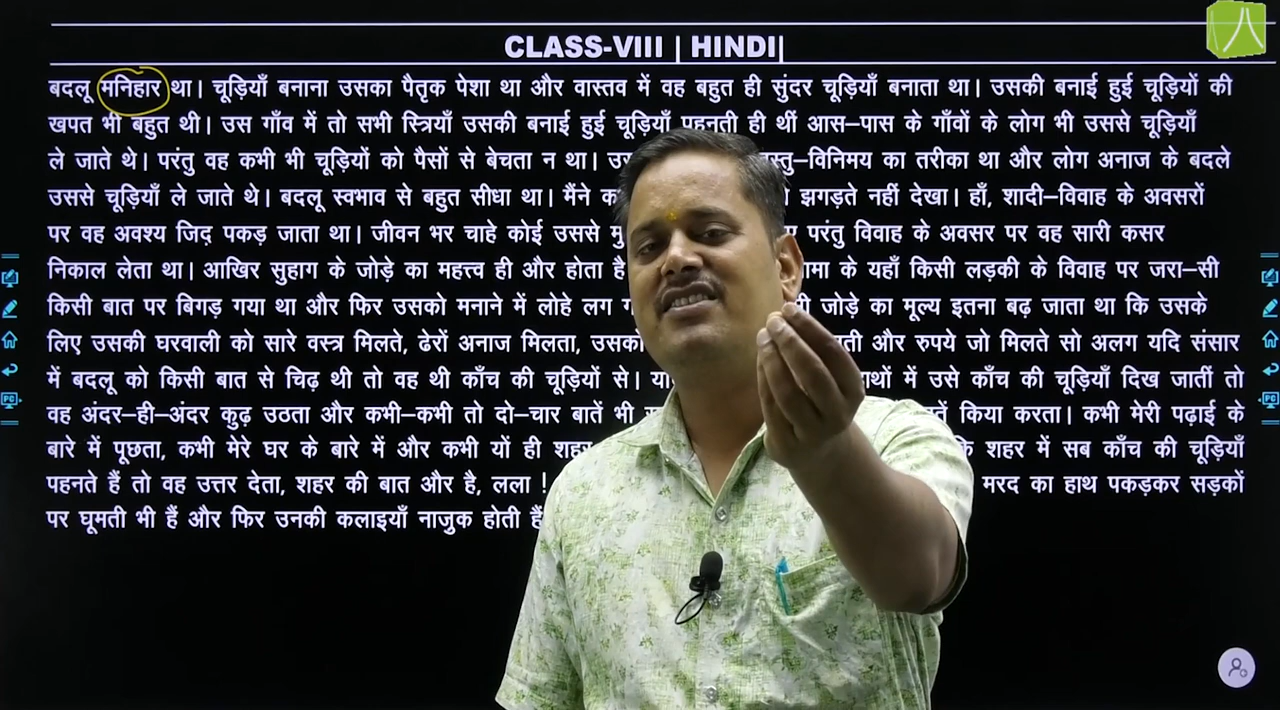 CLASS-VIII | HINDI|
बदलू मनिहार था। चूड़ियाँ बनाना उसका पैतृक पेशा था और वास्तव में वह बहुत ही सुंदर चूड़ियाँ बनाता था। उसकी बनाई हुई चूड़ियों की
खपत भी बहुत थी। उस गाँव में तो सभी स्त्रियाँ उसकी बनाई हुई चूड़ियाँ पहनती ही थीं आस–पास के गाँवों के लोग भी उससे चूड़ियाँ
ले जाते थे। परंतु वह कभी भी चूड़ियों को पैसों से बेचता न था। –विनिमय का तरीका था और लोग अनाज के बदले
उससे चूड़ियाँ ले जाते थे। बदलू स्वभाव से बहुत सीधा था। मैंने झगड़ते नहीं देखा। हाँ, शादी–विवाह के अवसरों
पर वह अवश्य जिद़ पकड़ जाता था। जीवन भर चाहे कोई उससे परंतु विवाह के अवसर पर वह सारी कसर
निकाल लेता था। आखिर सुहाग के जोड़े का महत्त्व ही और होता है के यहाँ किसी लड़की के विवाह पर जरा–सी
किसी बात पर बिगड़ गया था और फिर उसको मनाने में लोहे लग जोड़े का मूल्य इतना बढ़ जाता था कि उसके
लिए उसकी घरवाली को सारे वस्त्र मिलते, ढेरों अनाज मिलता, और रुपये जो मिलते सो अलग यदि संसार
में बदलू को किसी बात से चिढ़ थी तो वह थी काँच की चूड़ियों से। में उसे काँच की चूड़ियाँ दिख जातीं तो
वह अंदर–ही–अंदर कुढ़ उठता और कभी–कभी तो दो–चार बातें भी किया करता। कभी मेरी पढ़ाई के
बारे में पूछता, कभी मेरे घर के बारे में और कभी यों ही शहर में सब काँच की चूड़ियाँ
पहनते हैं तो वह उत्तर देता, शहर की बात और है, लला ! मरद का हाथ पकड़कर सड़कों
पर घूमती भी हैं और फिर उनकी कलाइयाँ नाजुक होती हैं